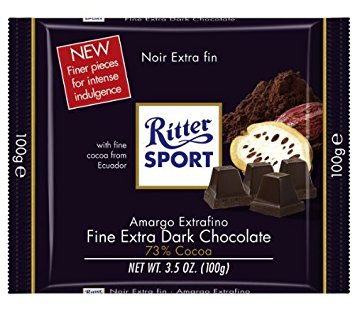 NEW
Finer pieces
for intense
indulgence
Noir Extra fin
Ritter
SPORT
with fine
cocoa from
Ecuador
100g e
100g e
Amargo Extrafino
Fine Extra Dark Chocolate
73% Cocoa
NET WT. 3.5 OZ. (100g)
Noir Extra fin · Amargo Extrafino